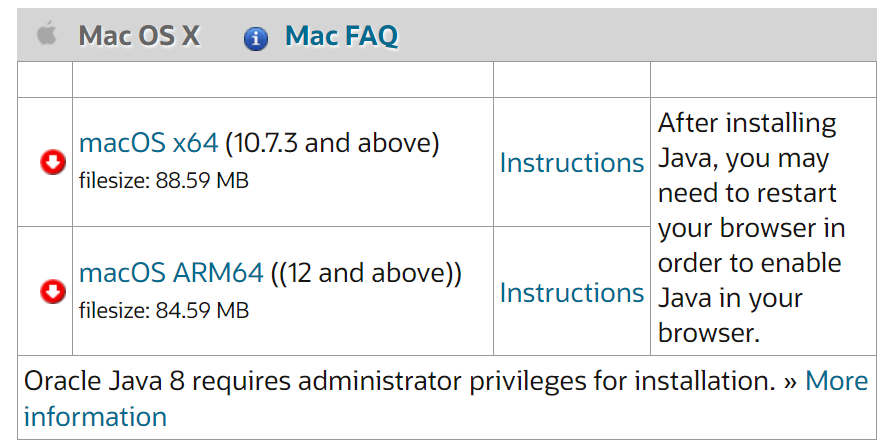 Mac OS X Mac FAQ
macOS x64 (10.7.3 and above)
filesize: 88.59 MB
Instructions
After installing
Java, you may
need to restart
your browser in
order to enable
Java in your
browser.
macOS ARM64 ((12 and above))
filesize: 84.59 MB
Instructions
Oracle Java 8 requires administrator privileges for installation. » More
information